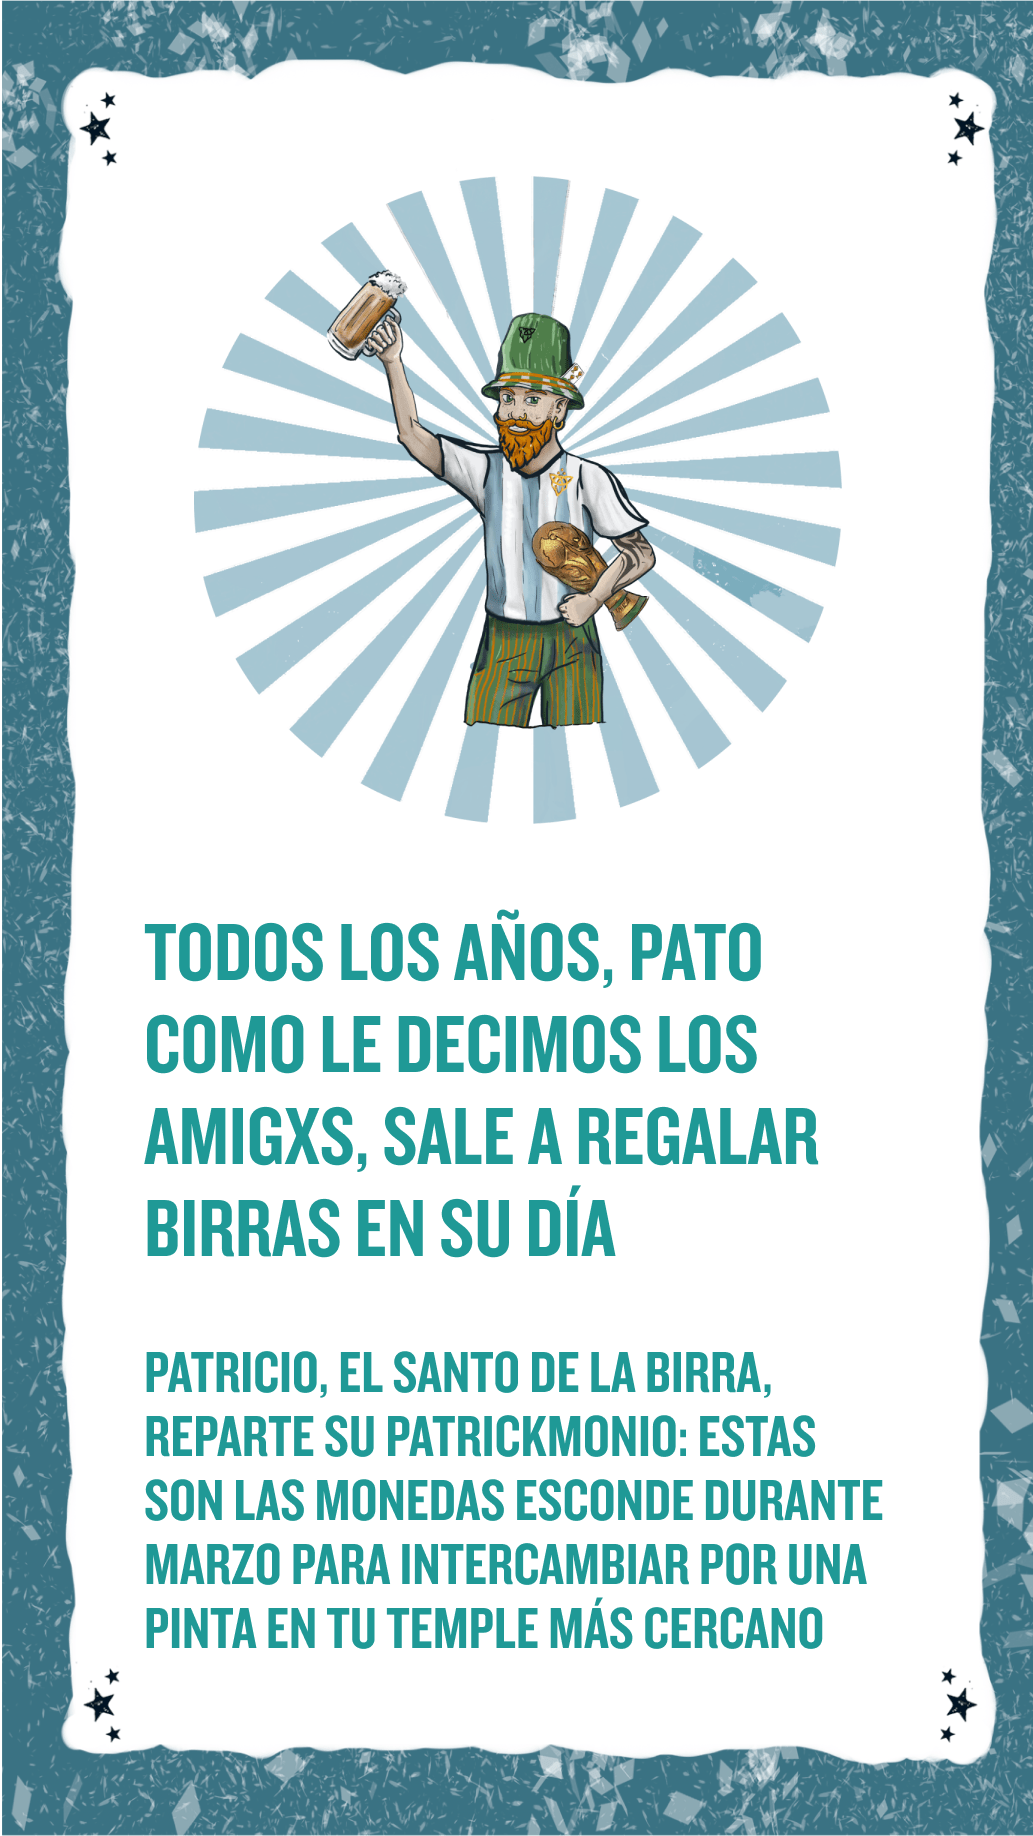 TODOS LOS AÑOS, PATO
COMO LE DECIMOS LOS
AMIGXS, SALE A REGALAR
BIRRAS EN SU DÍA
PATRICIO, EL SANTO DE LA BIRRA,
REPARTE SU PATRICKMONIO: ESTAS
SON LAS MONEDAS ESCONDE DURANTE
MARZO PARA INTERCAMBIAR POR UNA
PINTA EN TU TEMPLE MÁS CERCANO